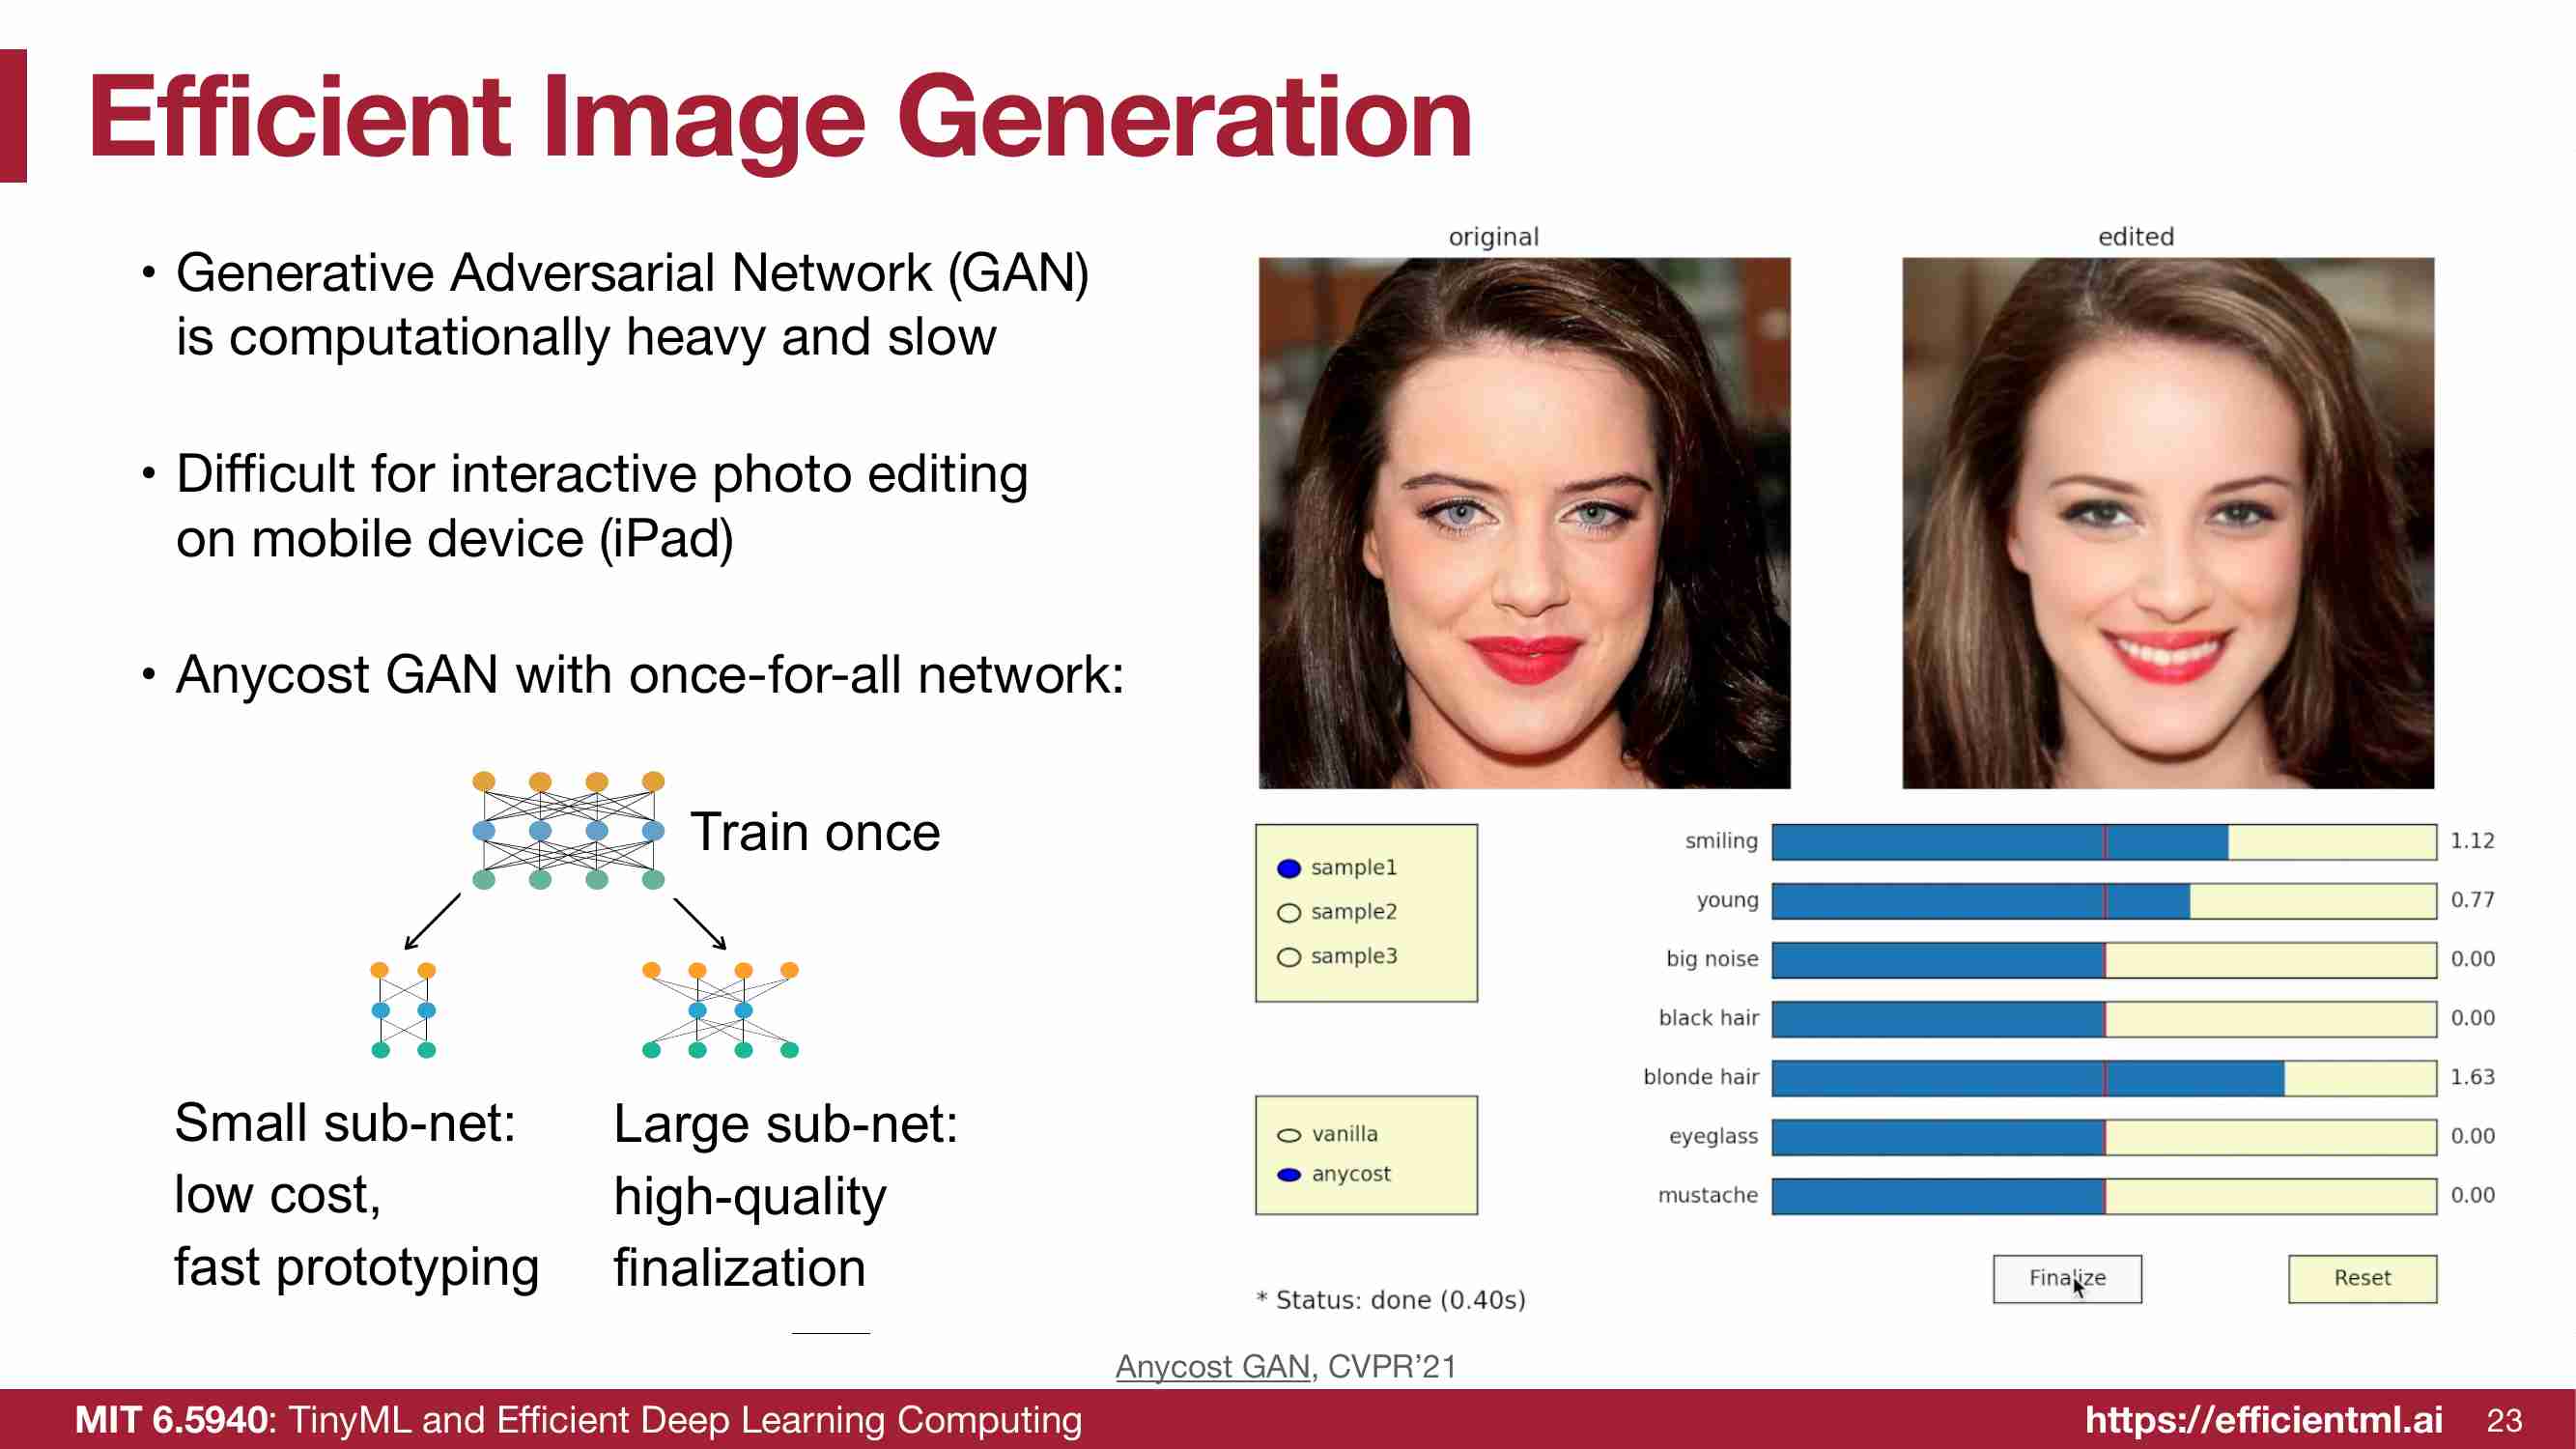 Efficient Image Generation
• Generative Adversarial Network (GAN)
is computationally heavy and slow
• Difficult for interactive photo editing
on mobile device (iPad)
• Anycost GAN with once-for-all network:
Train once
Small sub-net:
low cost,
fast prototyping
Large sub-net:
high-quality
finalization
original
edited
sample1
sample2
sample3
vanilla
anycost
* Status: done (0.40s)
smiling 1.12
young 0.77
big noise 0.00
black hair 0.00
blonde hair 1.63
eyeglass 0.00
mustache 0.00
Finalize
Reset
Anycost GAN, CVPR’21
MIT 6.5940: TinyML and Efficient Deep Learning Computing
https://efficientml.ai
23